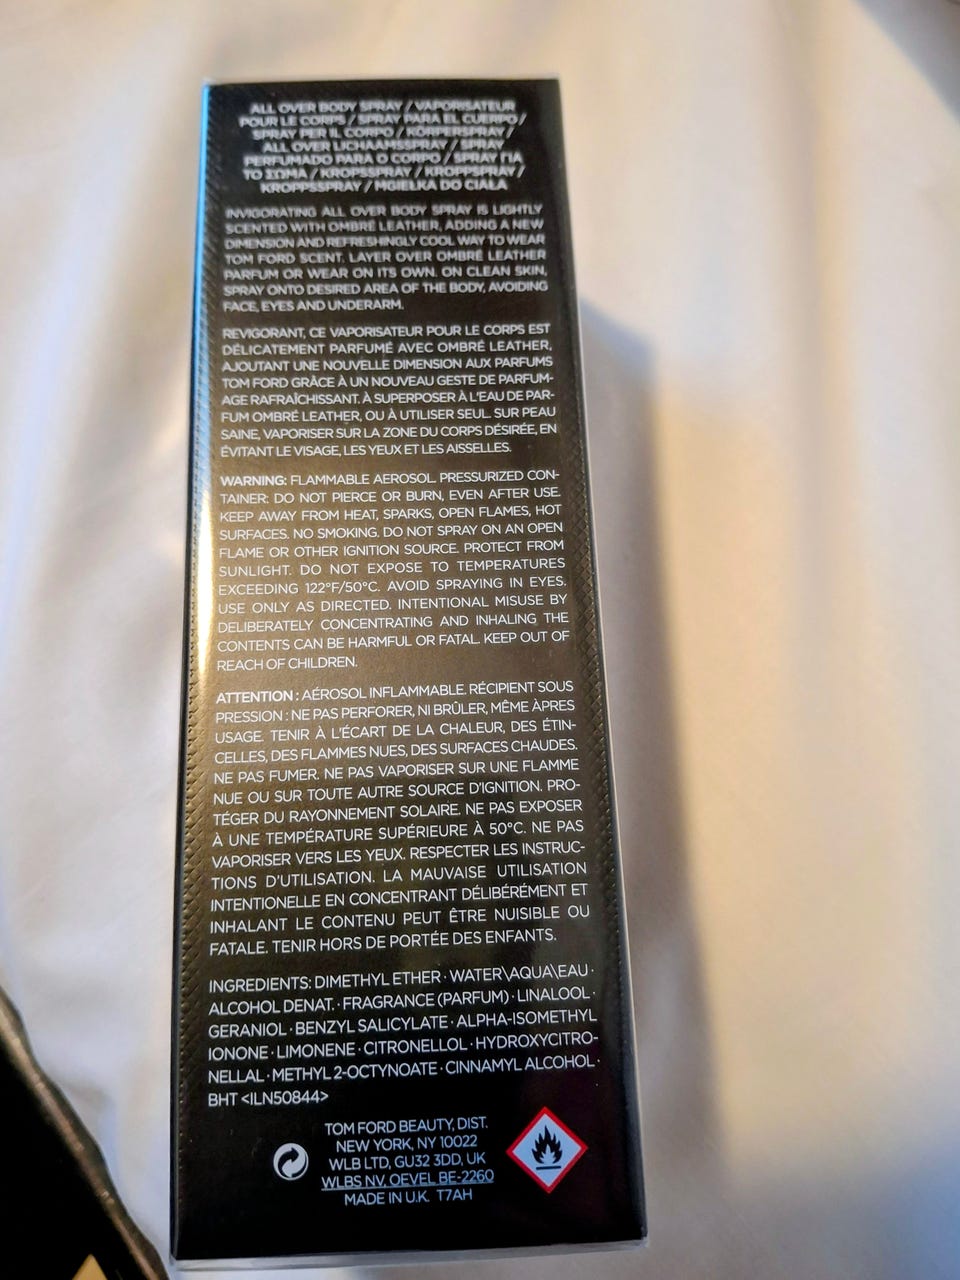 ALL OVER BODY SPRAY / VAPORISATEUR
POUR LE CORPS / SPRAY PARA EL CUERPO /
SPRAY PER IL CORPO / KÖRPERSPRAY /
ALL OVER LICHAAMSSPRAY / SPRAY
PERFUMADO PARA O CORPO / SPRAY ΓΙΑ
ΤΟ ΣΩΜΑ / KROPSSPRAY / KROPPSPRAY /
KROPPSSPRAY / MGIEŁKA DO CIAŁA
INVIGORATING ALL OVER BODY SPRAY IS LIGHTLY
SCENTED WITH OMBRÉ LEATHER, ADDING A NEW
DIMENSION AND REFRESHINGLY COOL WAY TO WEAR
TOM FORD SCENT. LAYER OVER OMBRÉ LEATHER
PARFUM OR WEAR ON ITS OWN. ON CLEAN SKIN,
SPRAY ONTO DESIRED AREA OF THE BODY, AVOIDING
FACE, EYES AND UNDERARM.
REVIGORANT, CE VAPORISATEUR POUR LE CORPS EST
DÉLICATEMENT PARFUMÉ AVEC OMBRÉ LEATHER,
AJOUTANT UNE NOUVELLE DIMENSION AUX PARFUMS
TOM FORD GRÂCE À UN NOUVEAU GESTE DE PARFUM-
AGE RAFRAÎCHISSANT. À SUPERPOSER À L'EAU DE PAR-
FUM OMBRÉ LEATHER, OU À UTILISER SEUL. SUR PEAU
SAINE, VAPORISER SUR LA ZONE DU CORPS DÉSIRÉE, EN
ÉVITANT LE VISAGE, LES YEUX ET LES AISSELLES.
WARNING: FLAMMABLE AEROSOL. PRESSURIZED CON-
TAINER: DO NOT PIERCE OR BURN, EVEN AFTER USE.
KEEP AWAY FROM HEAT, SPARKS, OPEN FLAMES, HOT
SURFACES. NO SMOKING. DO NOT SPRAY ON AN OPEN
FLAME OR OTHER IGNITION SOURCE. PROTECT FROM
SUNLIGHT. DO NOT EXPOSE TO TEMPERATURES
EXCEEDING 122°F/50°C. AVOID SPRAYING IN EYES.
USE ONLY AS DIRECTED. INTENTIONAL MISUSE BY
DELIBERATELY CONCENTRATING AND INHALING THE
CONTENTS CAN BE HARMFUL OR FATAL. KEEP OUT OF
REACH OF CHILDREN.
ATTENTION : AÉROSOL INFLAMMABLE. RÉCIPIENT SOUS
PRESSION : NE PAS PERFORER, NI BRÛLER, MÊME ÀPRES
USAGE. TENIR À L'ÉCART DE LA CHALEUR, DES ÉTIN-
CELLES, DES FLAMMES NUES, DES SURFACES CHAUDES.
NE PAS FUMER. NE PAS VAPORISER SUR UNE FLAMME
NUE OU SUR TOUTE AUTRE SOURCE D'IGNITION. PRO-
TÉGER DU RAYONNEMENT SOLAIRE. NE PAS EXPOSER
À UNE TEMPÉRATURE SUPÉRIEURE À 50°C. NE PAS
VAPORISER VERS LES YEUX. RESPECTER LES INSTRUC-
TIONS D'UTILISATION. LA MAUVAISE UTILISATION
INTENTIONELLE EN CONCENTRANT DÉLIBÉRÉMENT ET
INHALANT LE CONTENU PEUT ÊTRE NUISIBLE OU
FATALE. TENIR HORS DE PORTÉE DES ENFANTS.
INGREDIENTS: DIMETHYL ETHER · WATER\AQUA\EAU ·
ALCOHOL DENAT. · FRAGRANCE (PARFUM) · LINALOOL ·
GERANIOL · BENZYL SALICYLATE · ALPHA-ISOMETHYL
IONONE · LIMONENE · CITRONELLOL · HYDROXYCITRO-
NELLAL · METHYL 2-OCTYNOATE · CINNAMYL ALCOHOL ·
BHT <ILN50844>
TOM FORD BEAUTY, DIST.
NEW YORK, NY 10022
WLB LTD, GU32 3DD, UK
WLBS NV, OEVEL BE-2260
MADE IN U.K. T7AH